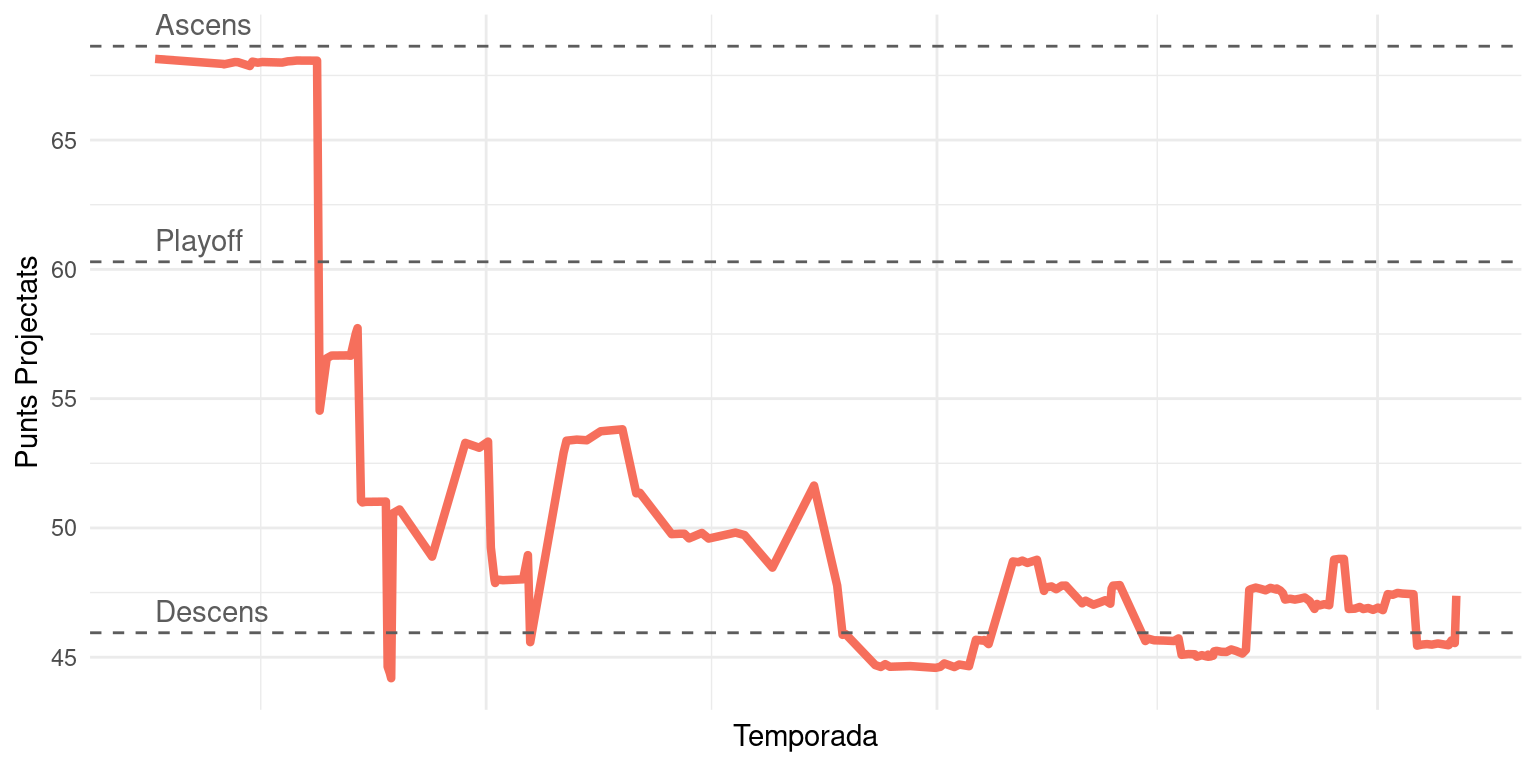 Ascens
65
Playoff
60
55
50
Descens
45
Punts Projectats
Temporada